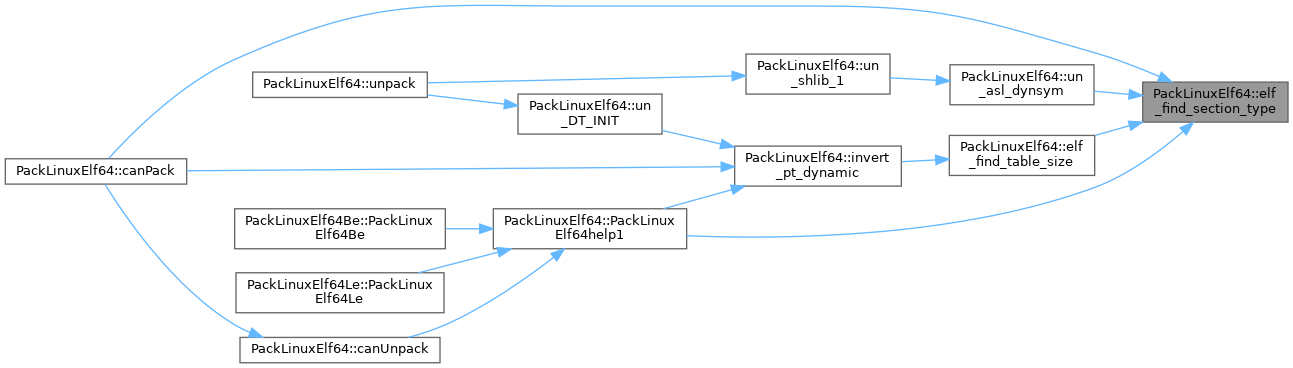 PackLinuxElf64::canPack
PackLinuxElf64::unpack
PackLinuxElf64Be::PackLinux
Elf64Be
PackLinuxElf64Le::PackLinux
Elf64Le
PackLinuxElf64::canUnpack
PackLinuxElf64::un
_DT_INIT
PackLinuxElf64::PackLinux
Elf64help1
PackLinuxElf64::un
_shlib_1
PackLinuxElf64::invert
_pt_dynamic
PackLinuxElf64::un
_asl_dynsym
PackLinuxElf64::elf
_find_table_size
PackLinuxElf64::elf
_find_section_type